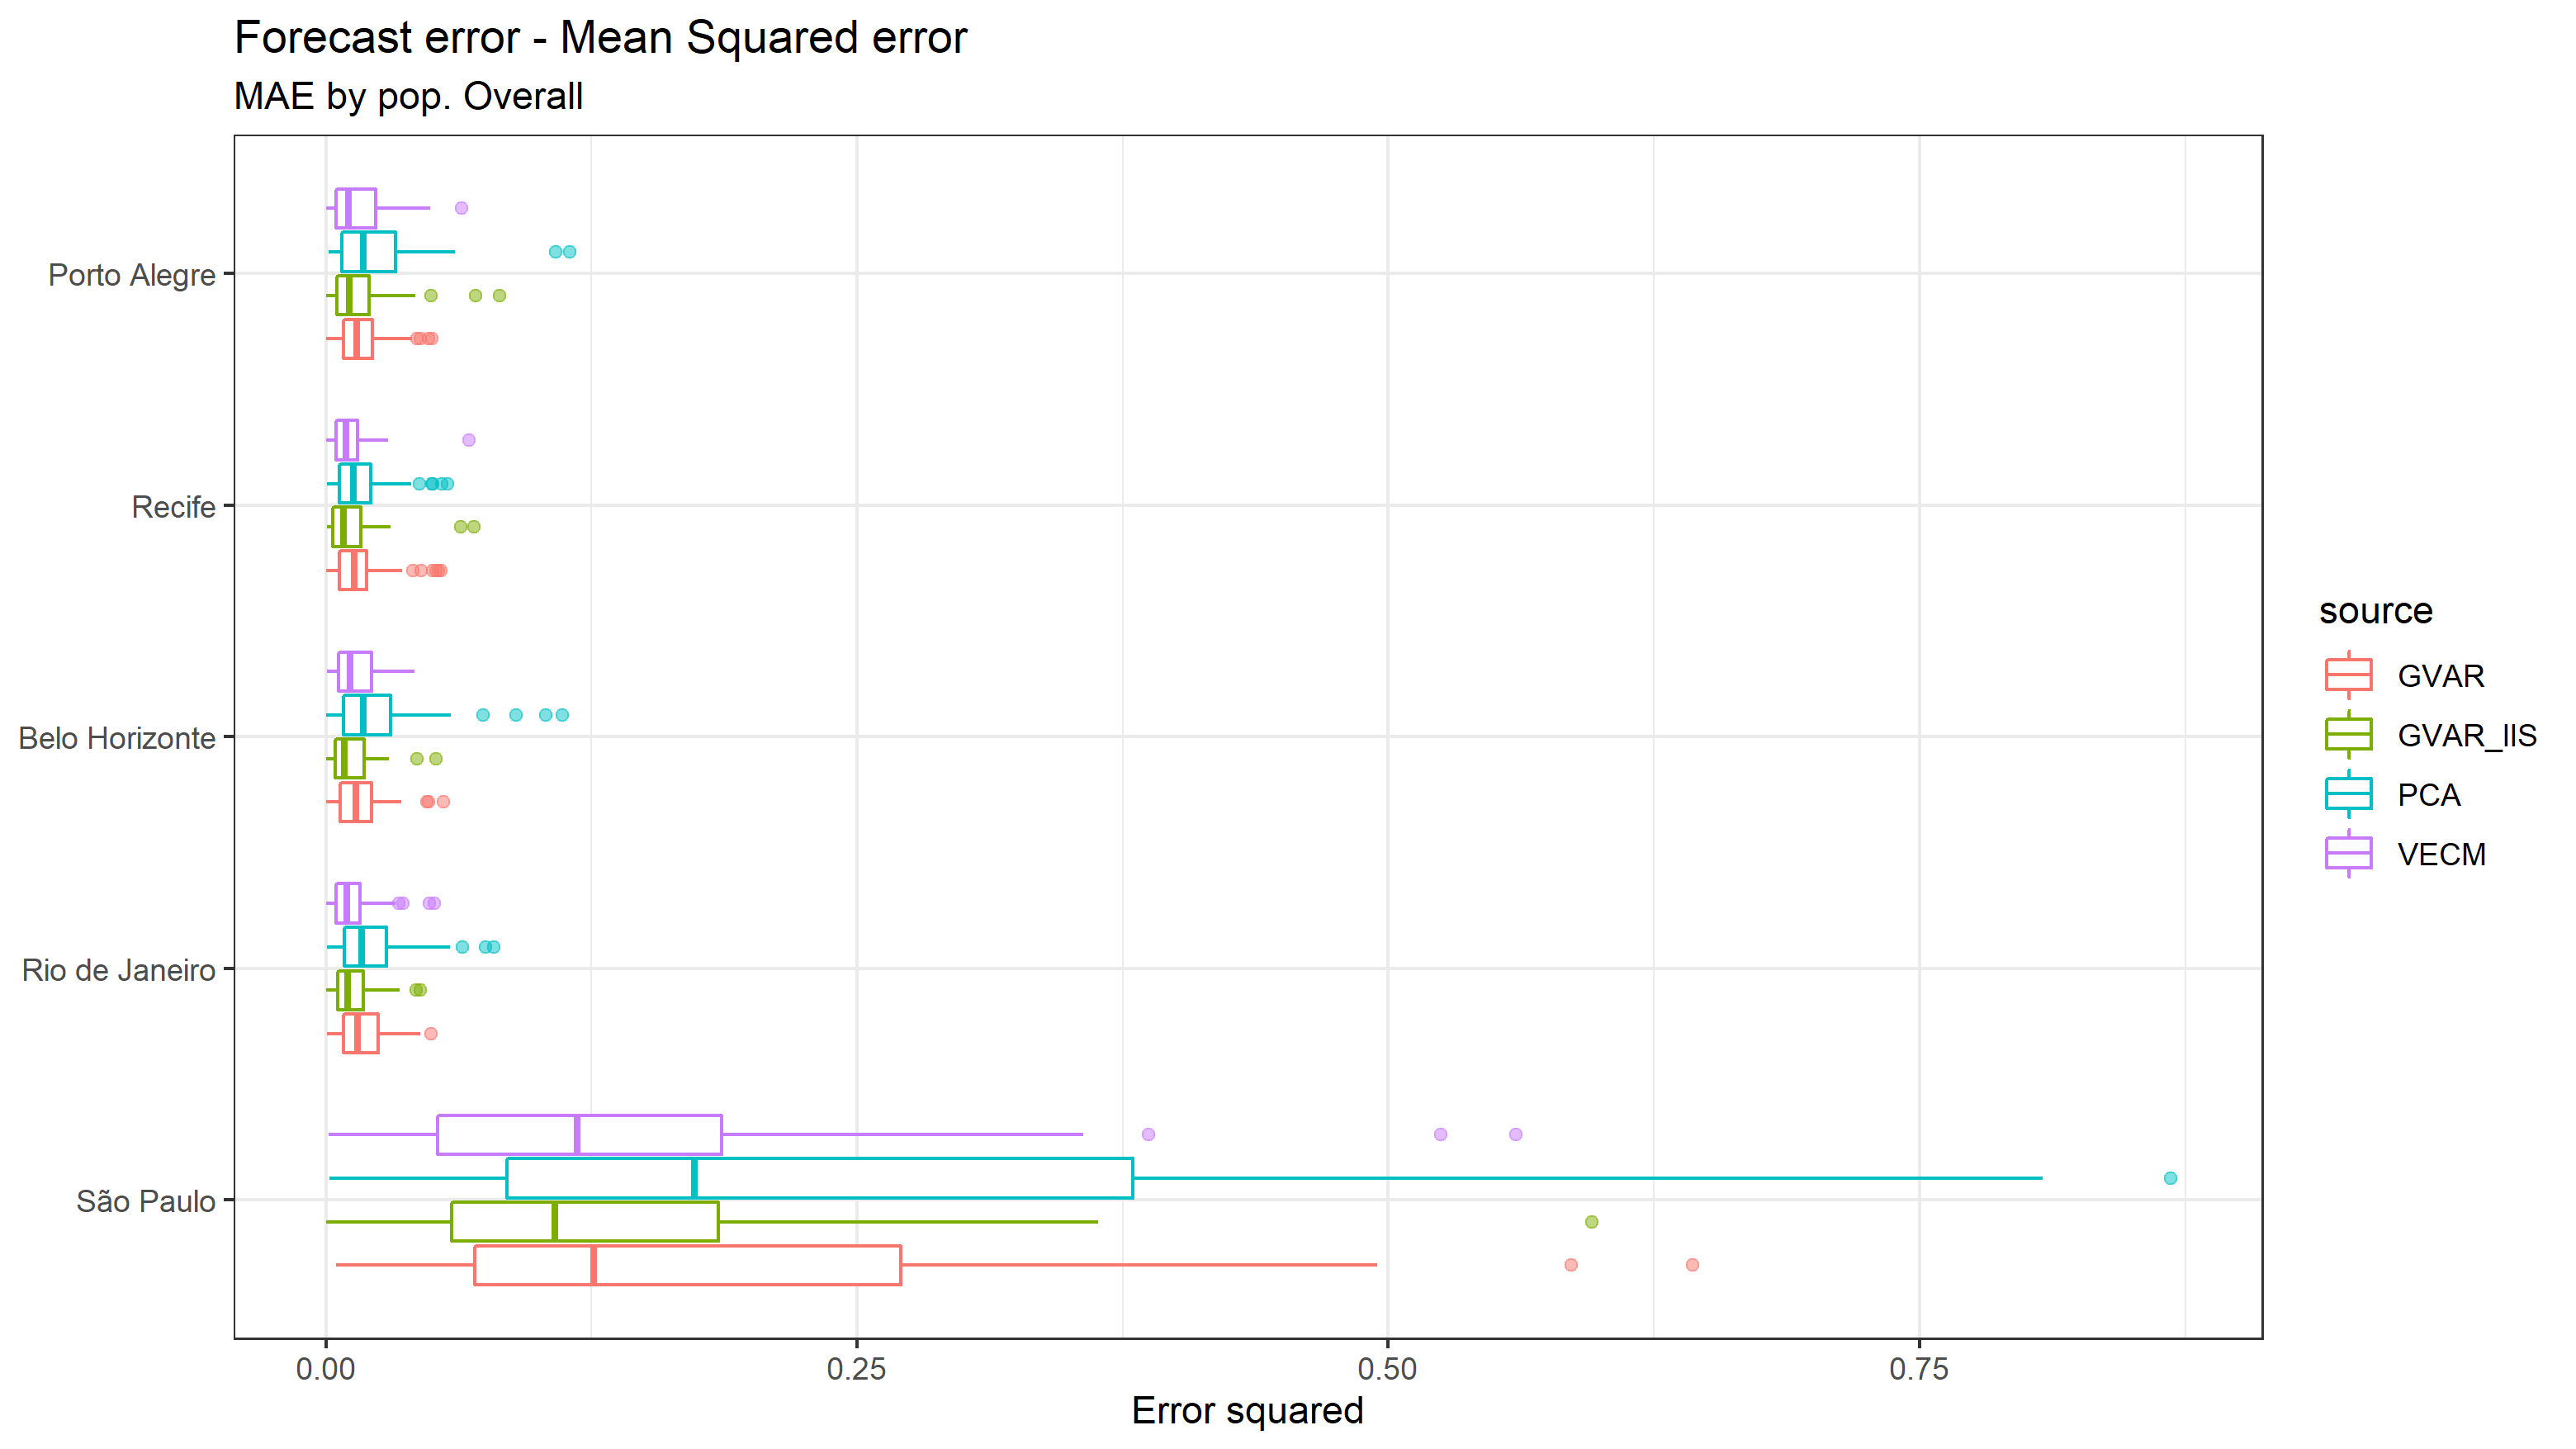 Forecast error - Mean Squared error
MAE by pop. Overall
Porto Alegre
Recife
Belo Horizonte
Rio de Janeiro
São Paulo
0.00
0.25
0.50
0.75
Error squared
source
GVAR
GVAR_IIS
PCA
VECM